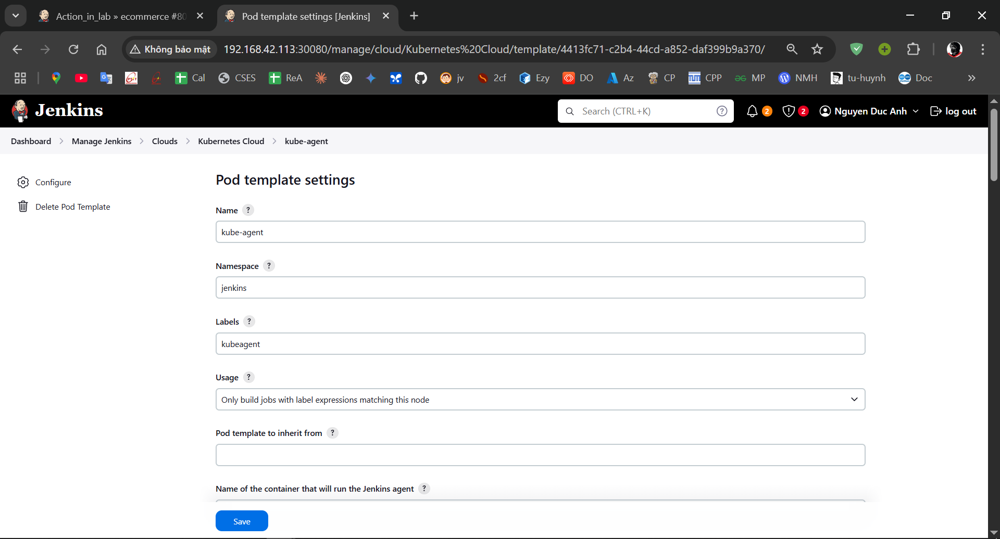 Action_in_lab » ecommerce #80
Pod template settings [Jenkins]
Không bảo mật
192.168.42.113:30080/manage/cloud/Kubernetes%20Cloud/template/4413fc71-c2b4-44cd-a852-daf399b9a370/
Cal
CSES
ReA
jv
2cf
Ezy
DO
Az
CP
CPP
MP
NMH
tu-huynh
Doc
Jenkins
Search (CTRL+K)
2
2
Nguyen Duc Anh
log out
Dashboard
Manage Jenkins
Clouds
Kubernetes Cloud
kube-agent
Configure
Delete Pod Template
Pod template settings
Name ?
kube-agent
Namespace ?
jenkins
Labels ?
kubeagent
Usage ?
Only build jobs with label expressions matching this node
Pod template to inherit from ?
Name of the container that will run the Jenkins agent ?
Save